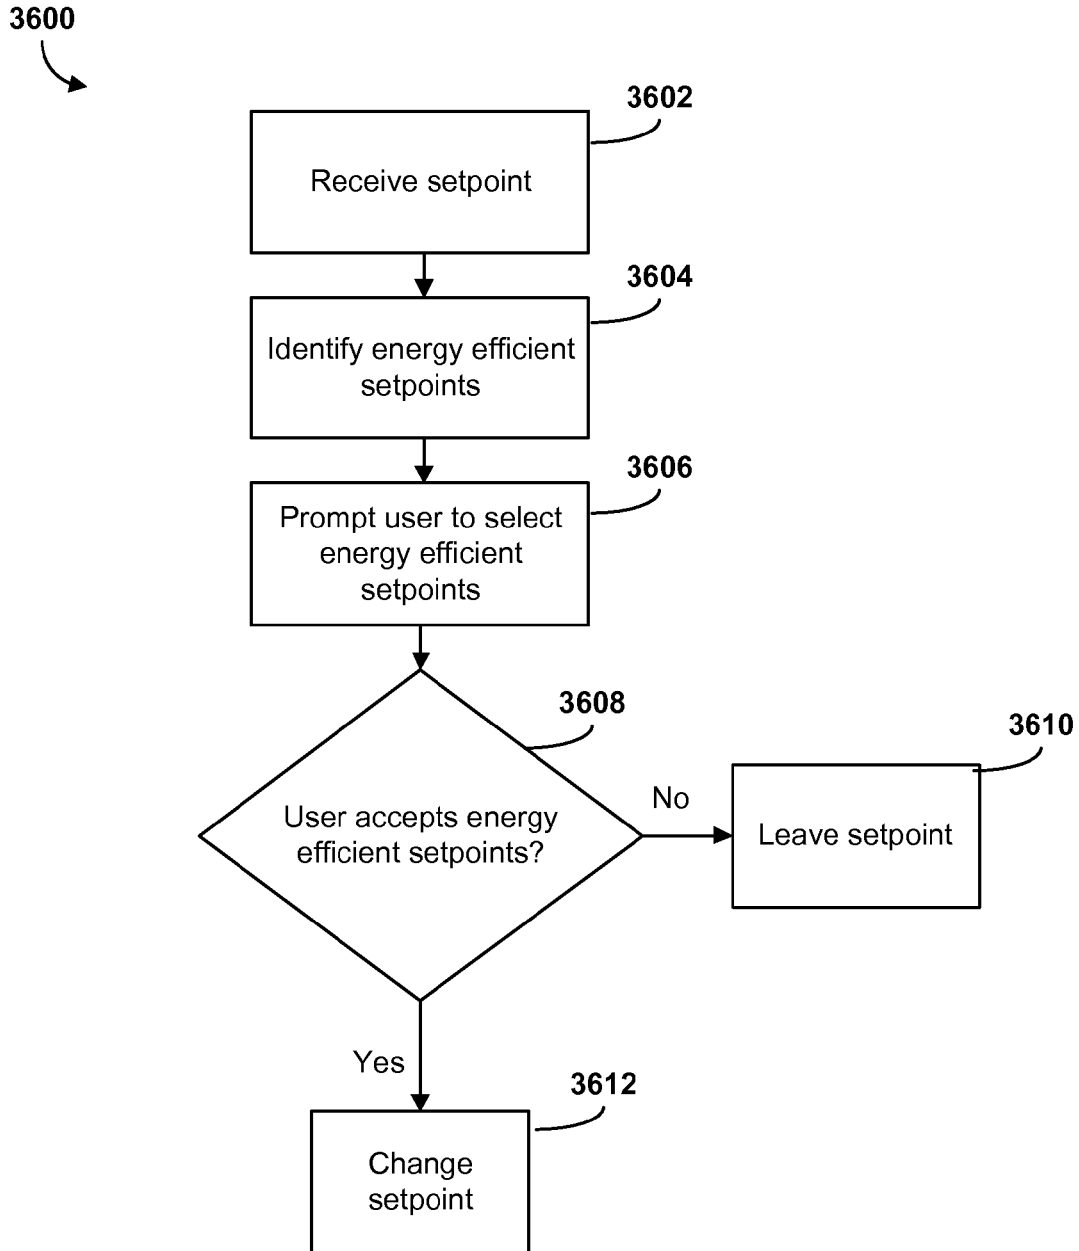 3600
3602
Receive setpoint
3604
Identify energy efficient
setpoints
3606
Prompt user to select
energy efficient
setpoints
3608
User accepts energy
efficient setpoints?
No
3610
Leave setpoint
Yes
3612
Change
setpoint